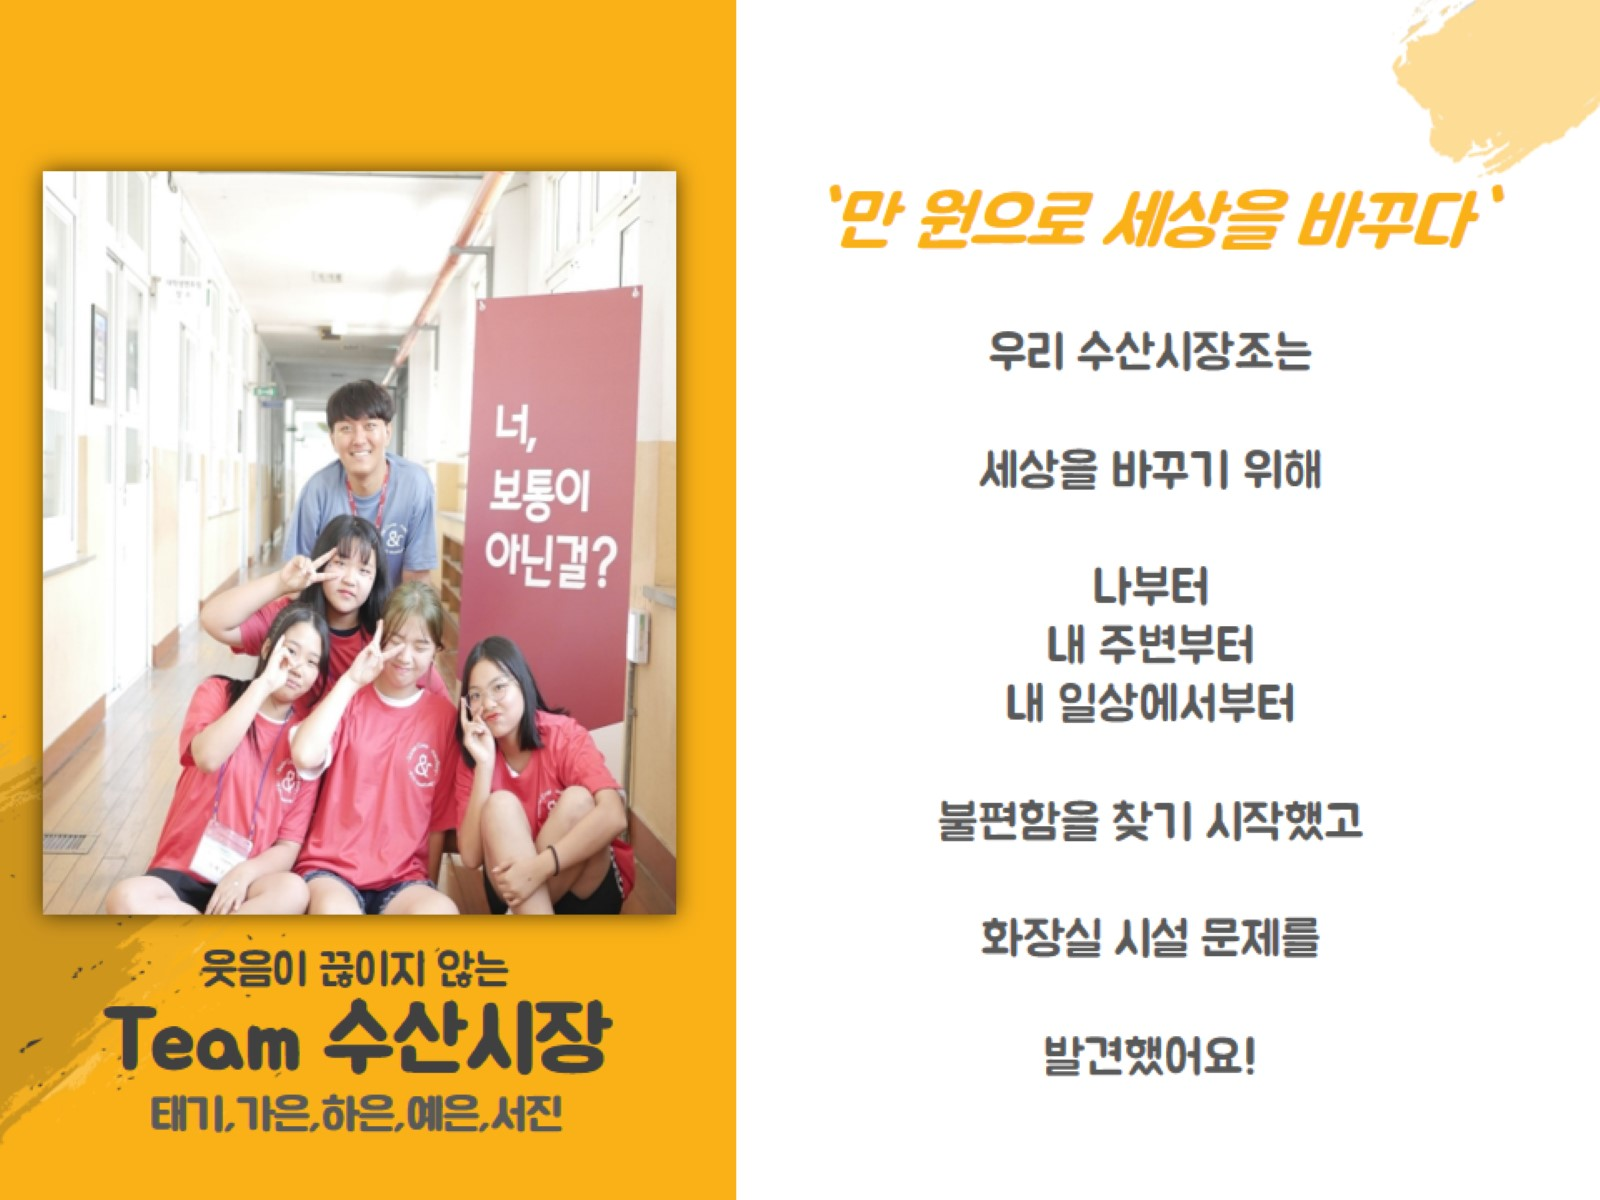 너,
보통이
아닌걸?
&
&
웃음이 끊이지 않는
Team 수산시장
태기,가은,하은,예은,서진
‘만 원으로 세상을 바꾸다‘
우리 수산시장조는
세상을 바꾸기 위해
나부터
내 주변부터
내 일상에서부터
불편함을 찾기 시작했고
화장실 시설 문제를
발견했어요!